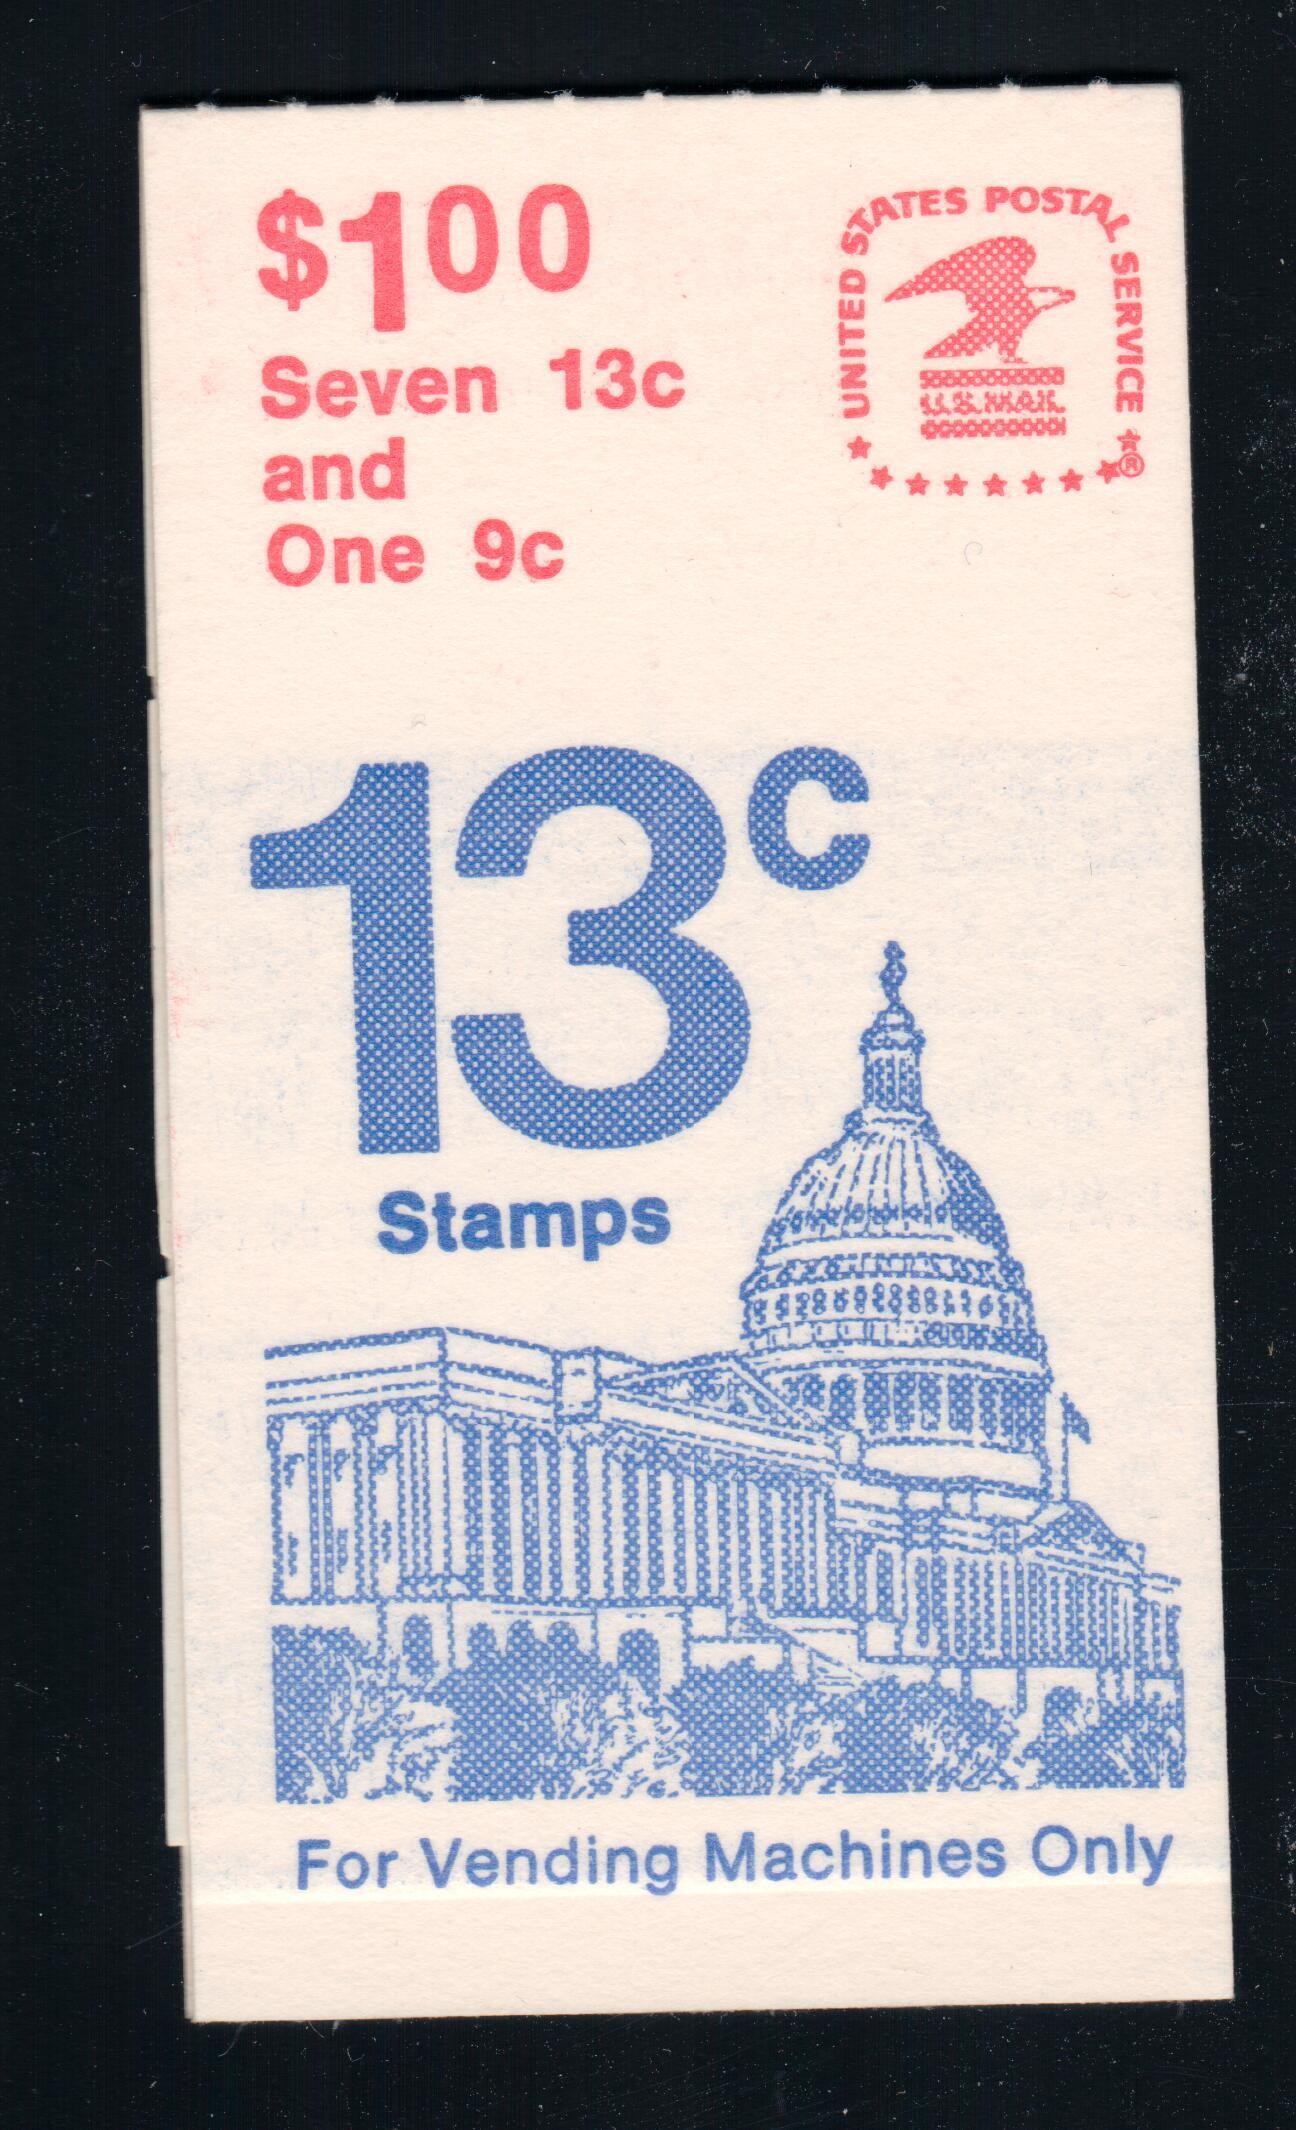 $1.00
Seven 13c
and
One 9c
UNITED STATES POSTAL SERVICE ®
U.S.MAIL
13c
Stamps
For Vending Machines Only